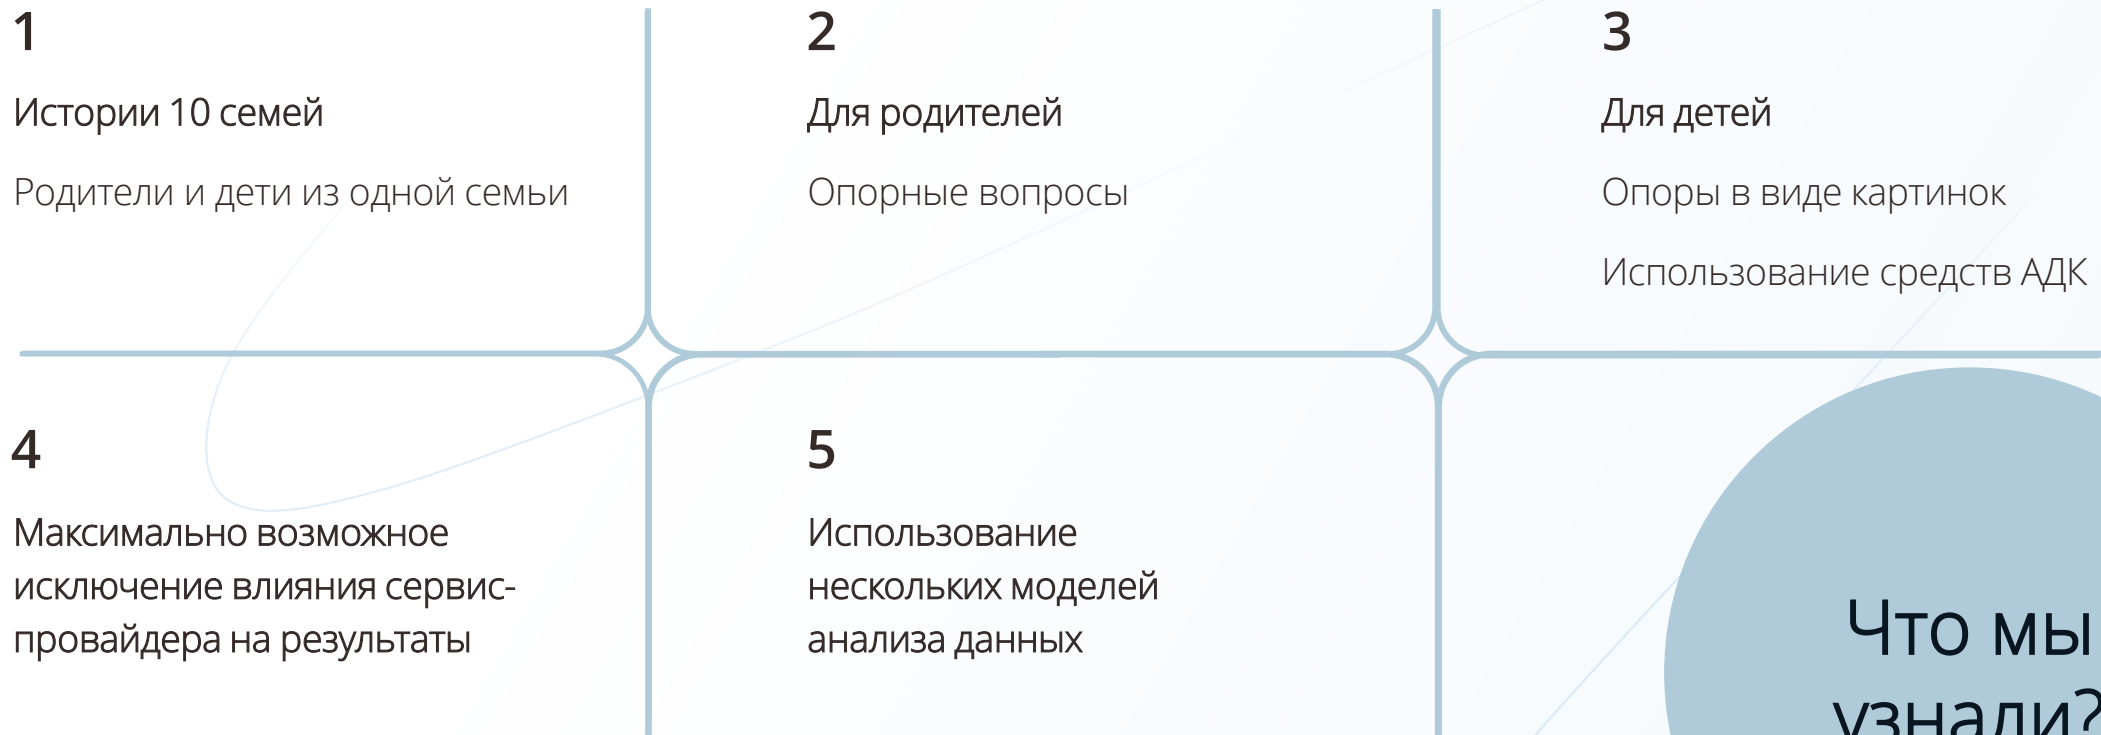 1
Истории 10 семей
Родители и дети из одной семьи
2
Для родителей
Опорные вопросы
3
Для детей
Опоры в виде картинок
Использование средств АДК
4
Максимально возможное
исключение влияния сервис-
провайдера на результаты
5
Использование
нескольких моделей
анализа данных
Что мы
узнали?